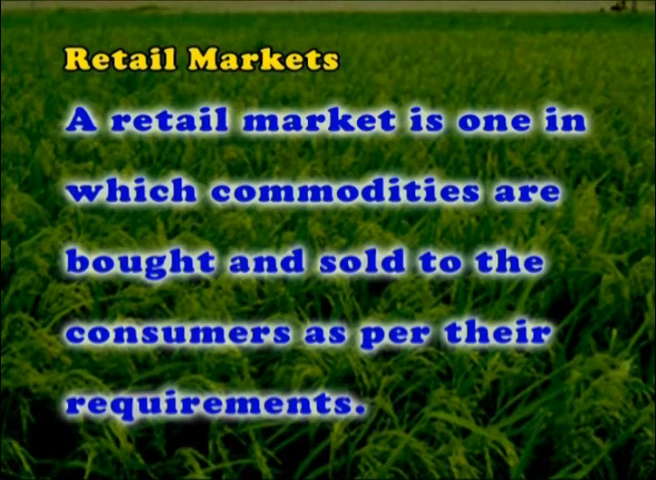 Retail Markets
A retail market is one in
which commodities are
bought and sold to the
consumers as per their
requirements.